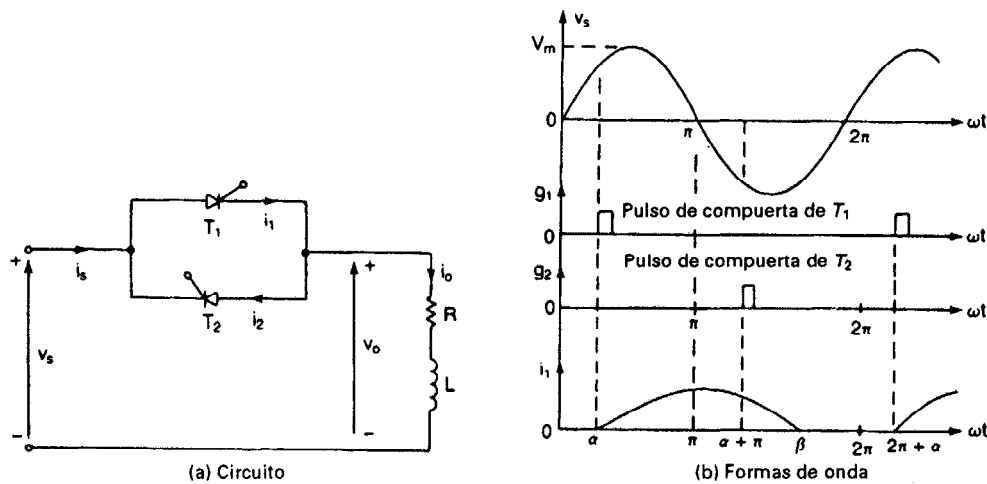 +
i_s
T_1
i_1
T_2
i_2
+
i_o
R
v_s
v_o
L
−
−
(a) Circuito
v_s
V_m
0
π
2π
ωt
g_1
Pulso de compuerta de T_1
0
ωt
Pulso de compuerta de T_2
g_2
0
π
2π
ωt
i_1
0
α
π
α + π
β
2π
2π + α
ωt
(b) Formas de onda